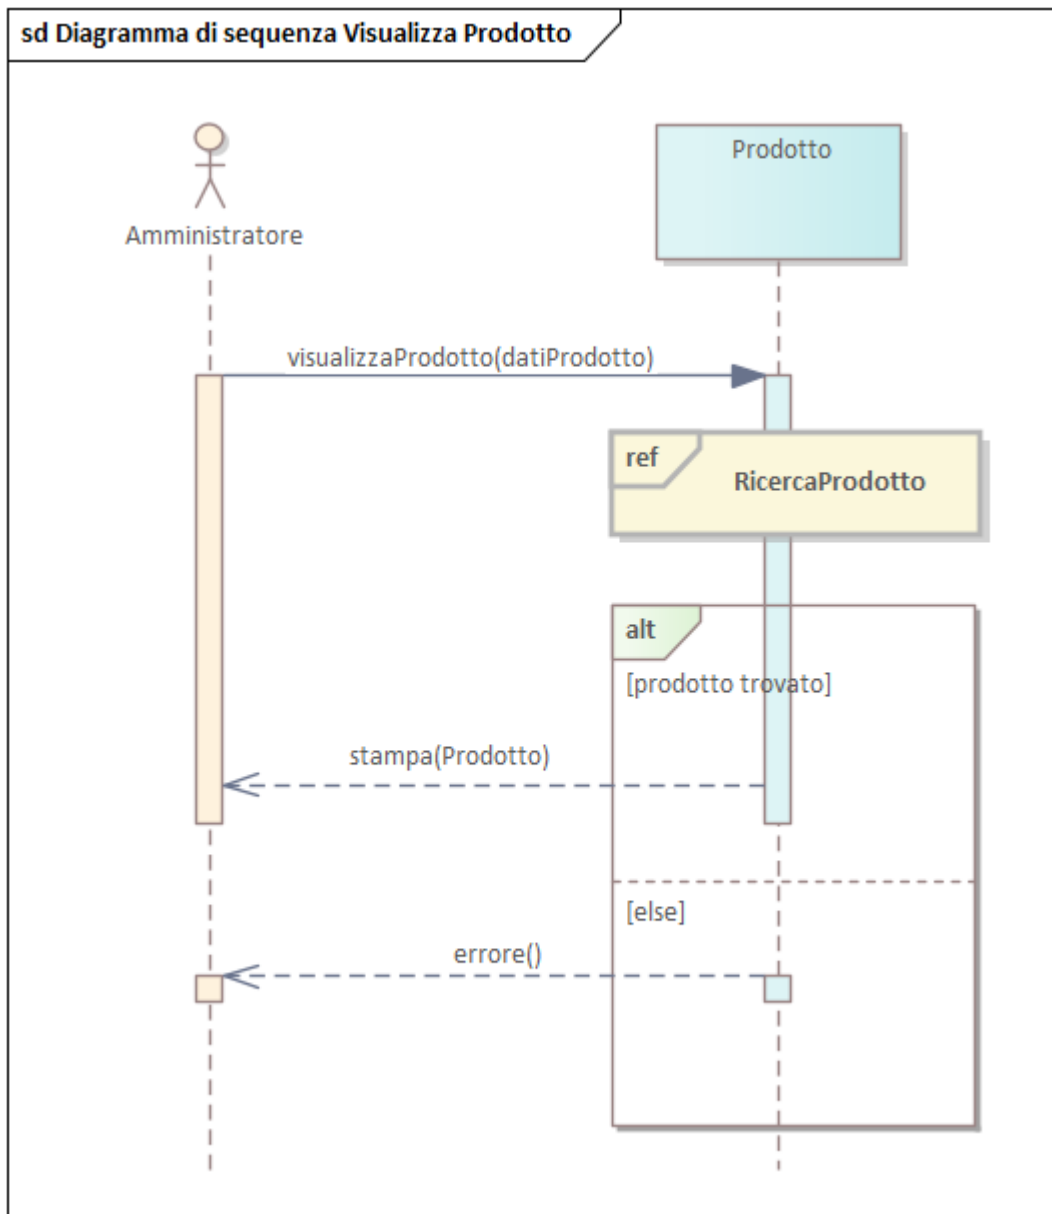 sd Diagramma di sequenza Visualizza Prodotto
Prodotto
Amministratore
visualizzaProdotto(datiProdotto)
ref
RicercaProdotto
alt
[prodotto trovato]
stampa(Prodotto)
[else]
errore()